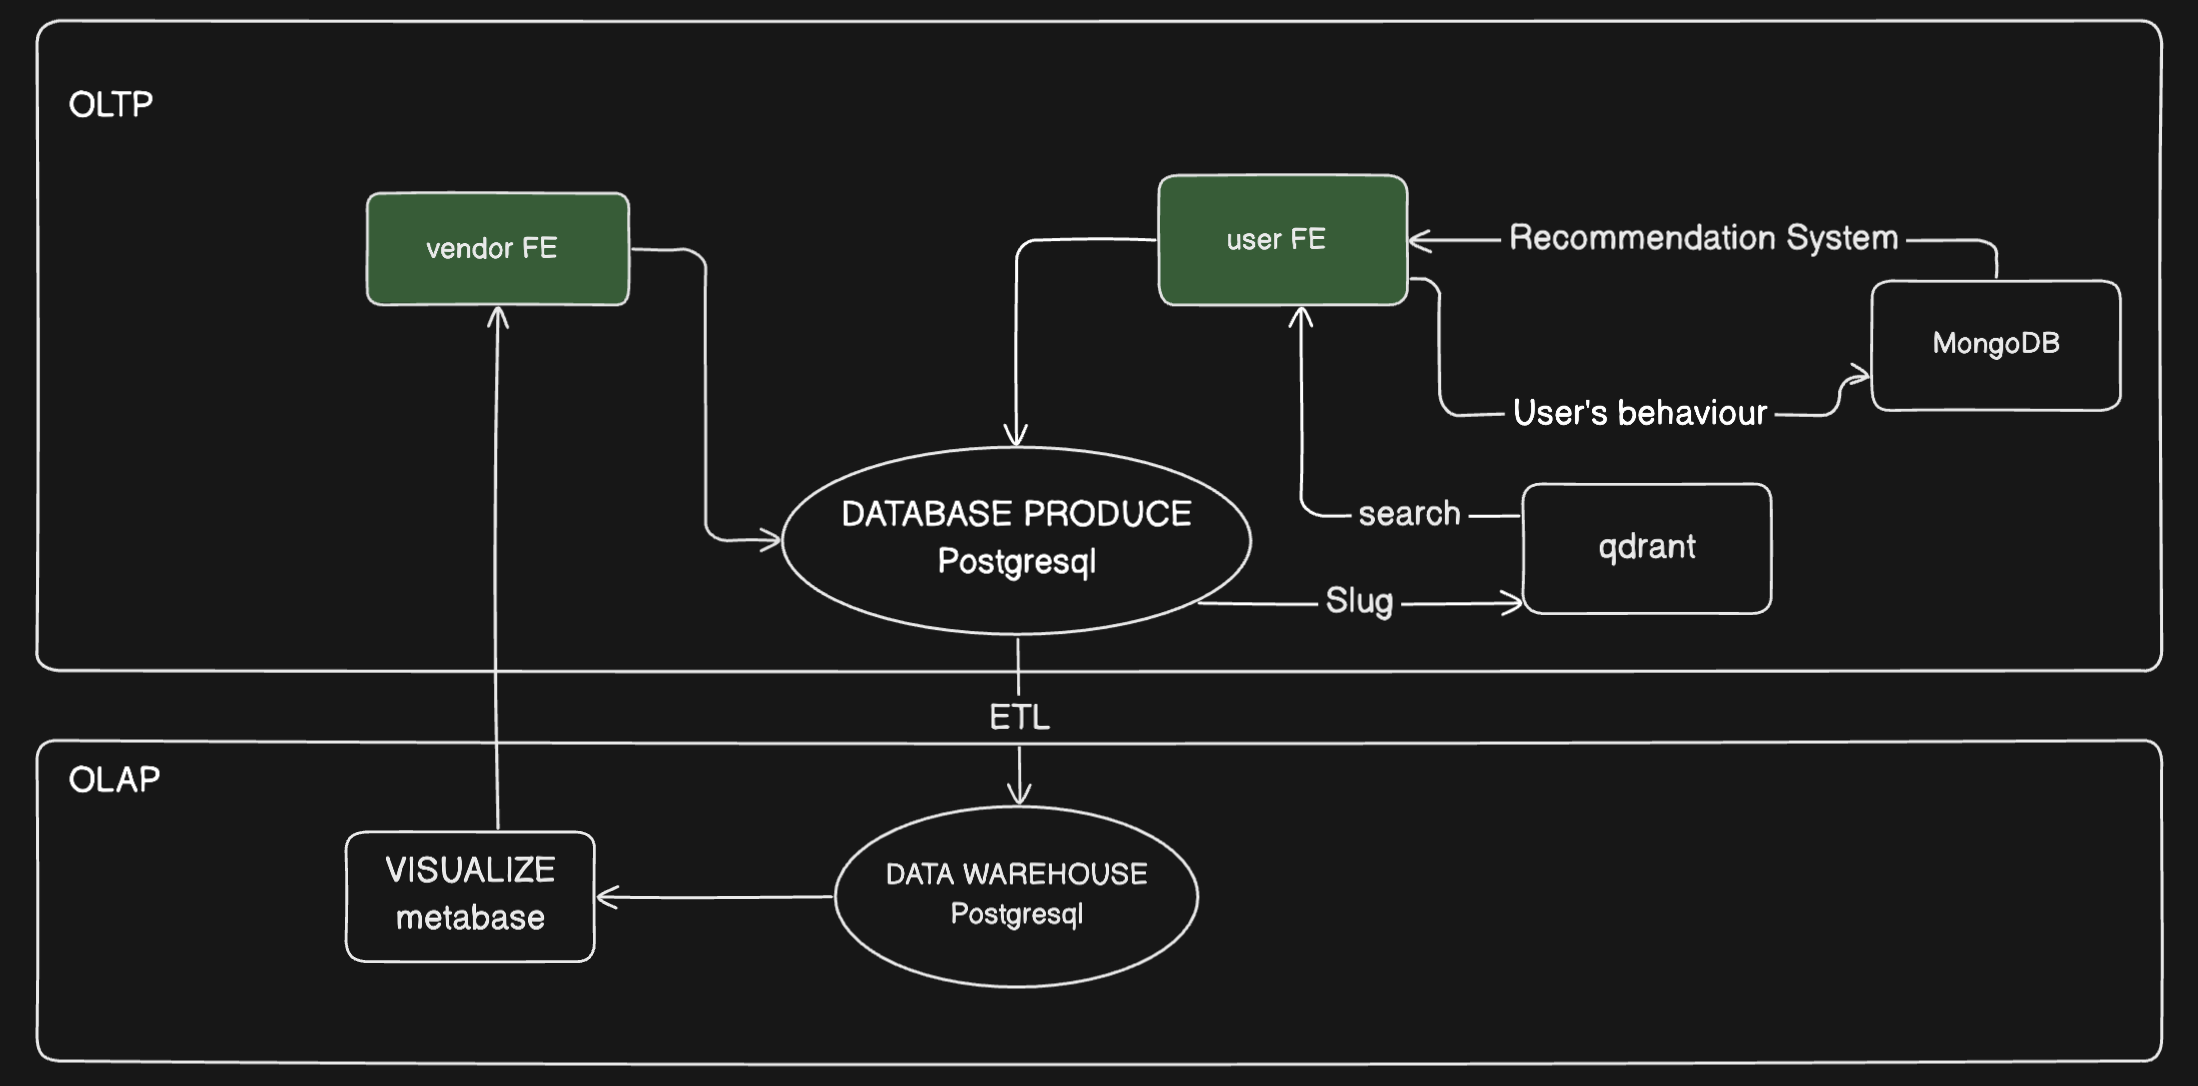 OLTP
vendor FE
user FE
Recommendation System
MongoDB
User's behaviour
DATABASE PRODUCE
Postgresql
search
qdrant
Slug
ETL
OLAP
VISUALIZE
metabase
DATA WAREHOUSE
Postgresql